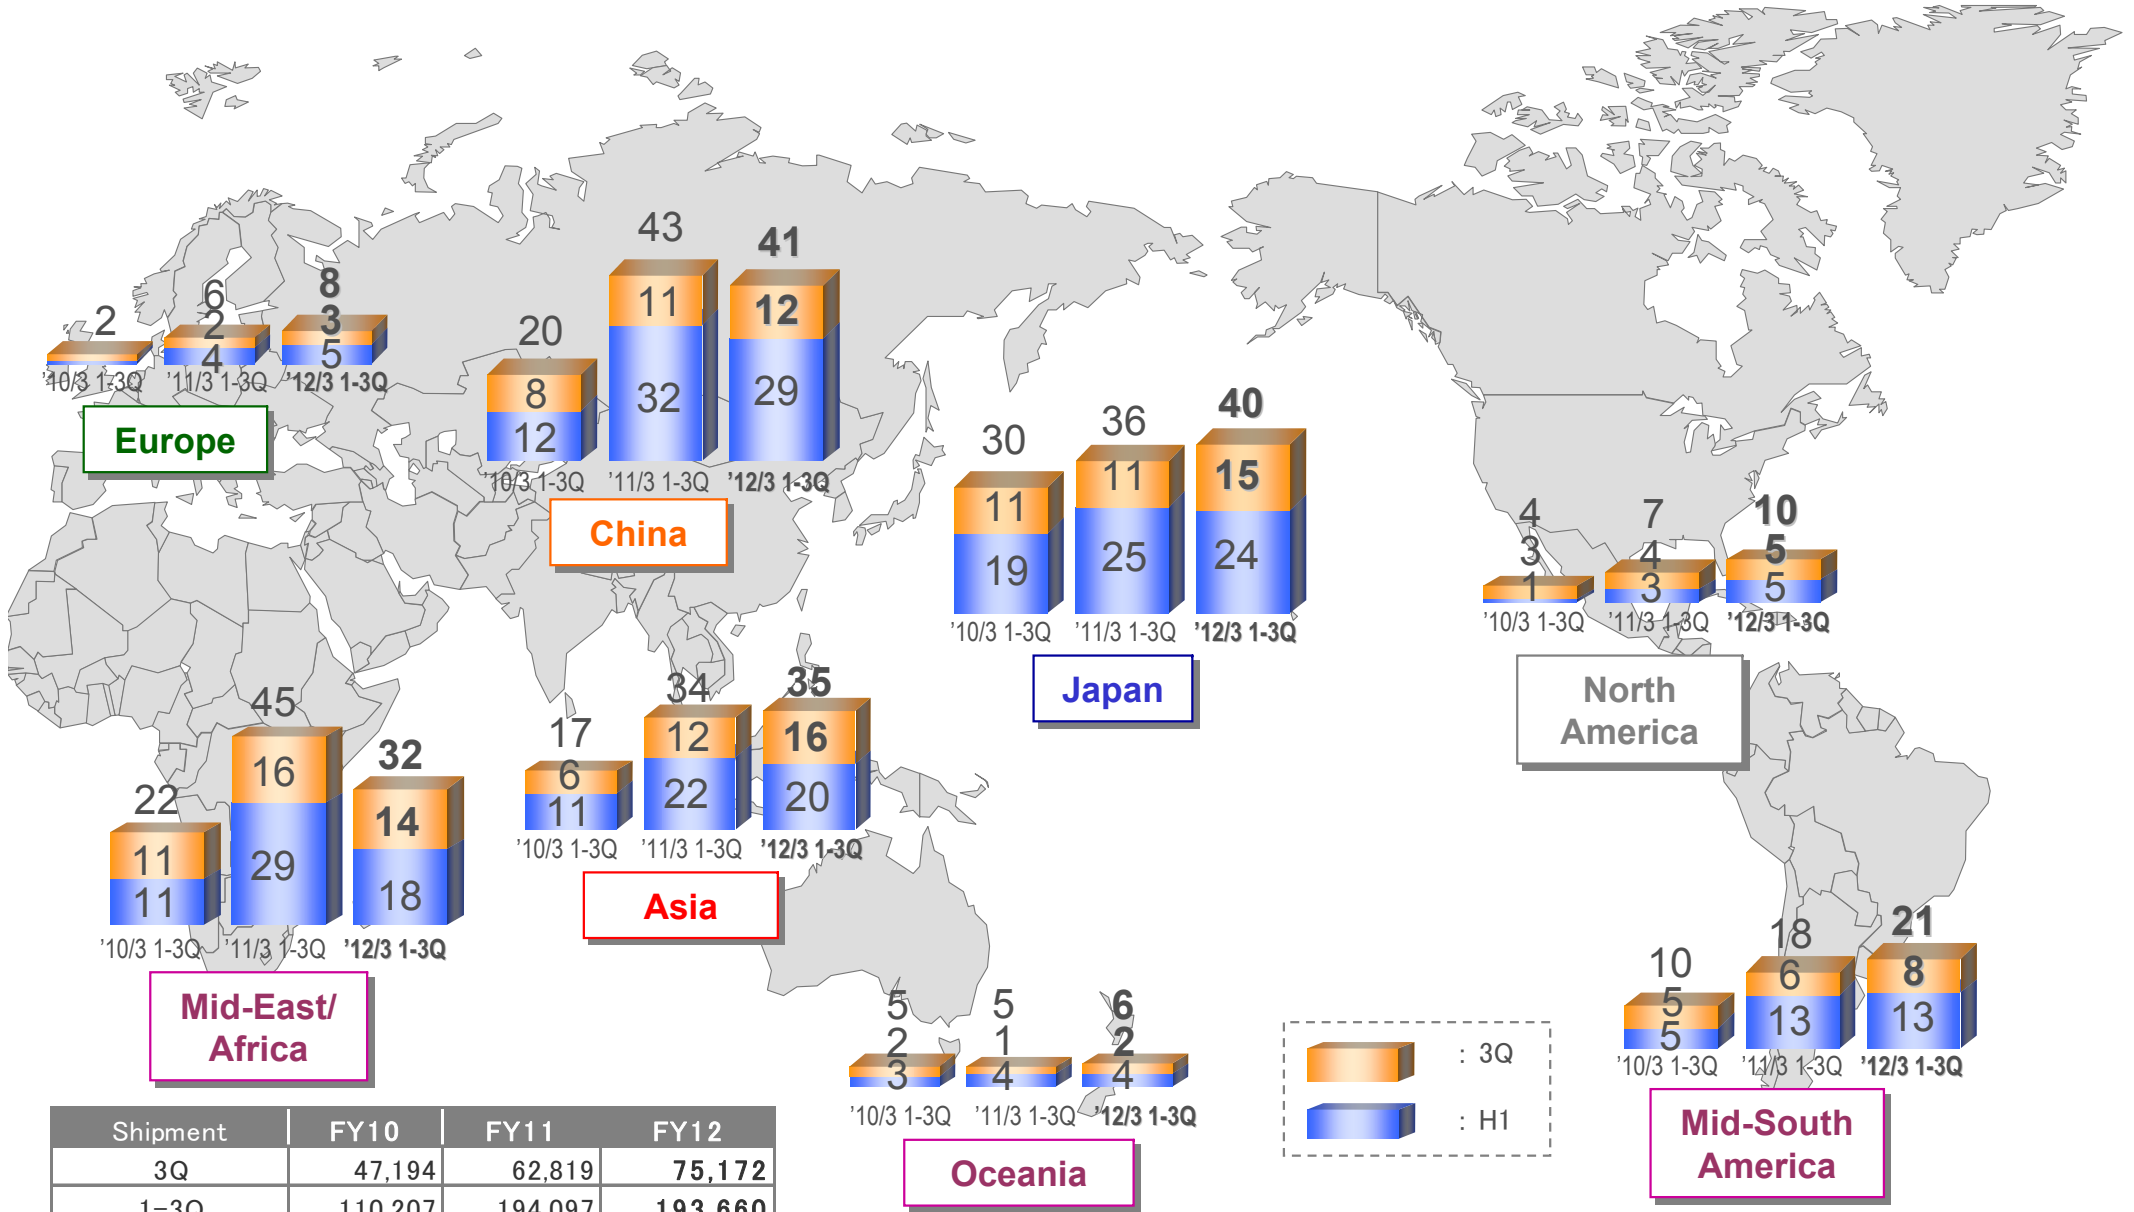 2
'10/3 1-3Q
6
2
4
'11/3 1-3Q
8
3
5
'12/3 1-3Q
Europe
20
8
12
'10/3 1-3Q
43
11
32
'11/3 1-3Q
41
12
29
'12/3 1-3Q
China
30
11
19
'10/3 1-3Q
36
11
25
'11/3 1-3Q
40
15
24
'12/3 1-3Q
Japan
4
3
1
'10/3 1-3Q
7
4
3
'11/3 1-3Q
10
5
5
'12/3 1-3Q
North
America
22
11
11
'10/3 1-3Q
45
16
29
'11/3 1-3Q
32
14
18
'12/3 1-3Q
Mid-East/
Africa
17
6
11
'10/3 1-3Q
34
12
22
'11/3 1-3Q
35
16
20
'12/3 1-3Q
Asia
5
2
3
'10/3 1-3Q
5
1
4
'11/3 1-3Q
6
2
4
'12/3 1-3Q
Oceania
10
5
5
'10/3 1-3Q
18
6
13
'11/3 1-3Q
21
8
13
'12/3 1-3Q
Mid-South
America
: 3Q
: H1
Shipment FY10 FY11 FY12
3Q 47,194 62,819 75,172
1-3Q 110,207 194,097 193,660